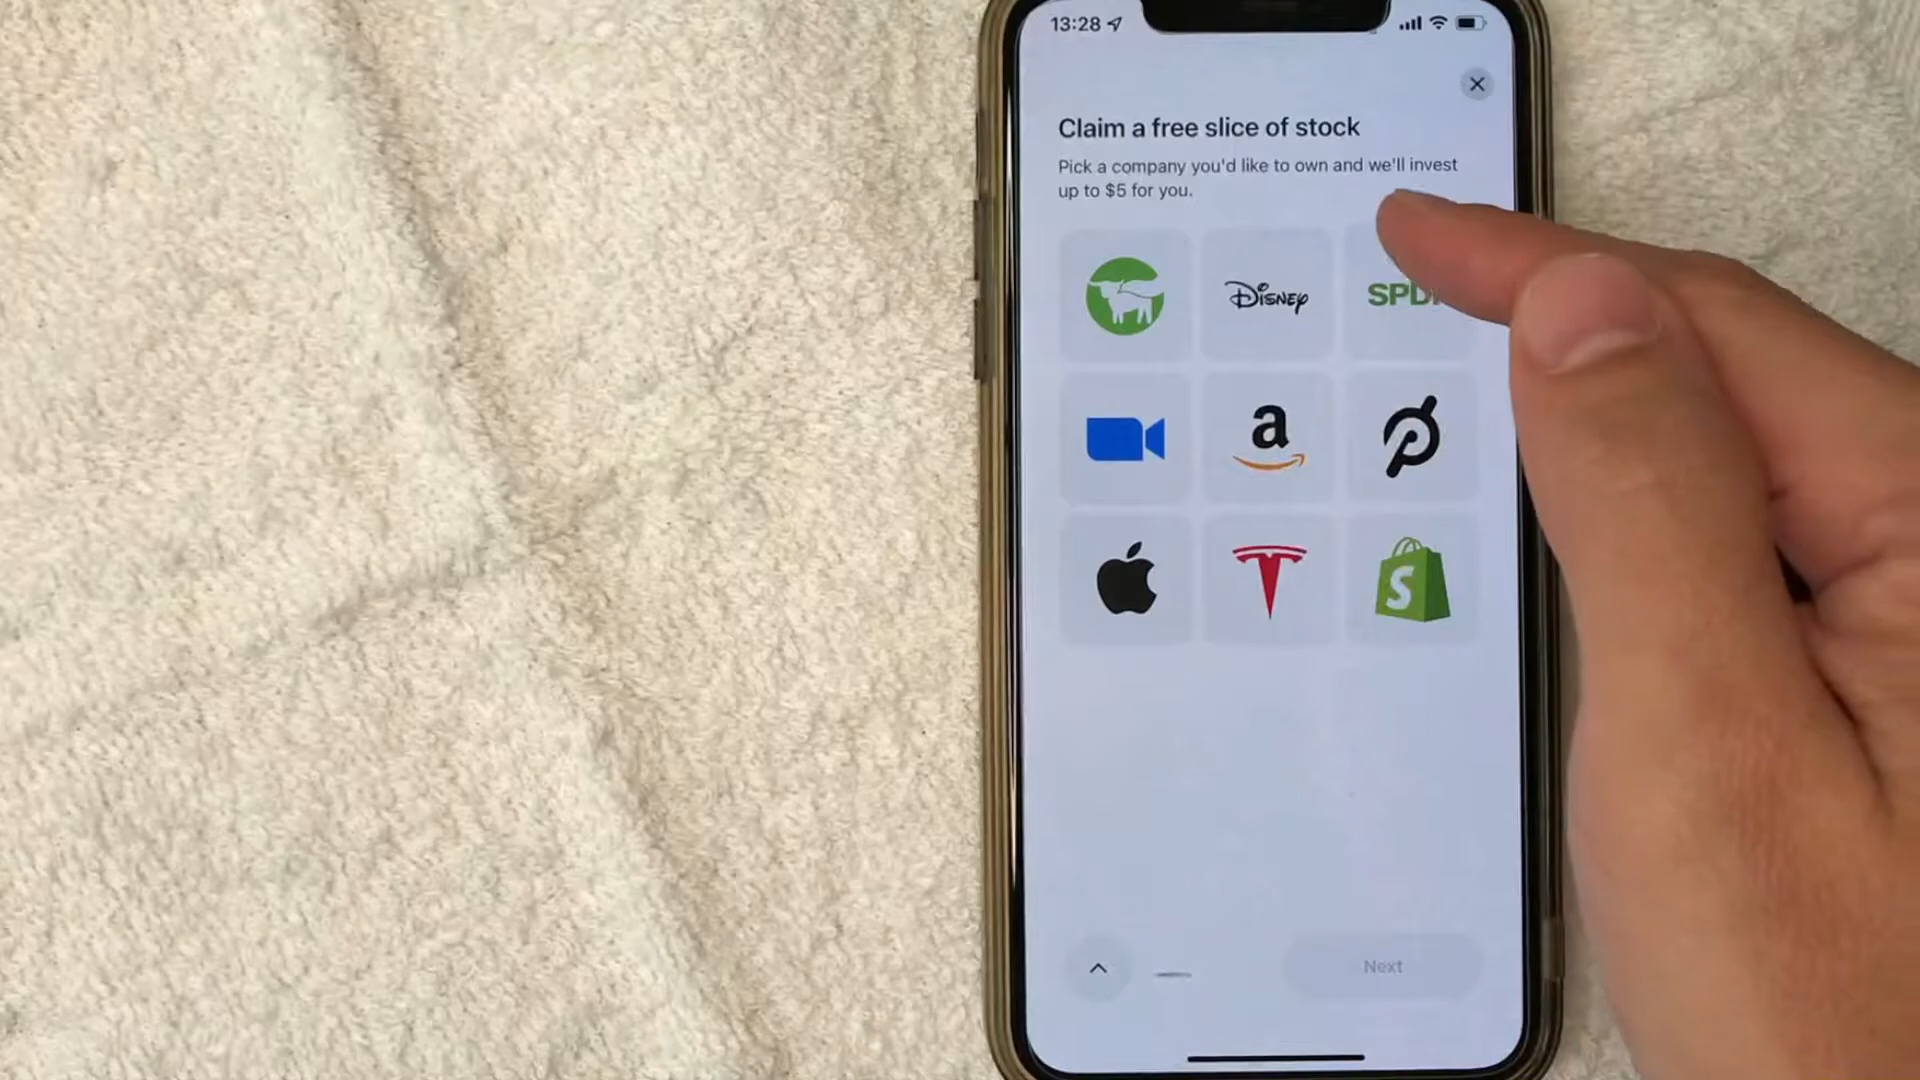 13:28
Claim a free slice of stock
Pick a company you'd like to own and we'll invest
up to $5 for you.
Disney
a
S
Next